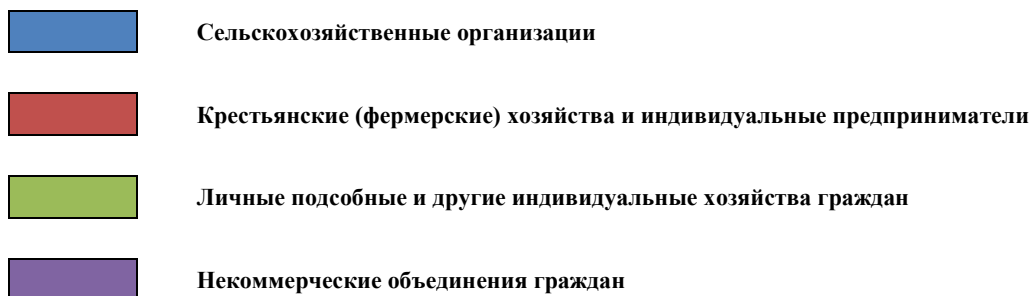 Сельскохозяйственные организации
Крестьянские (фермерские) хозяйства и индивидуальные предприниматели
Личные подсобные и другие индивидуальные хозяйства граждан
Некоммерческие объединения граждан